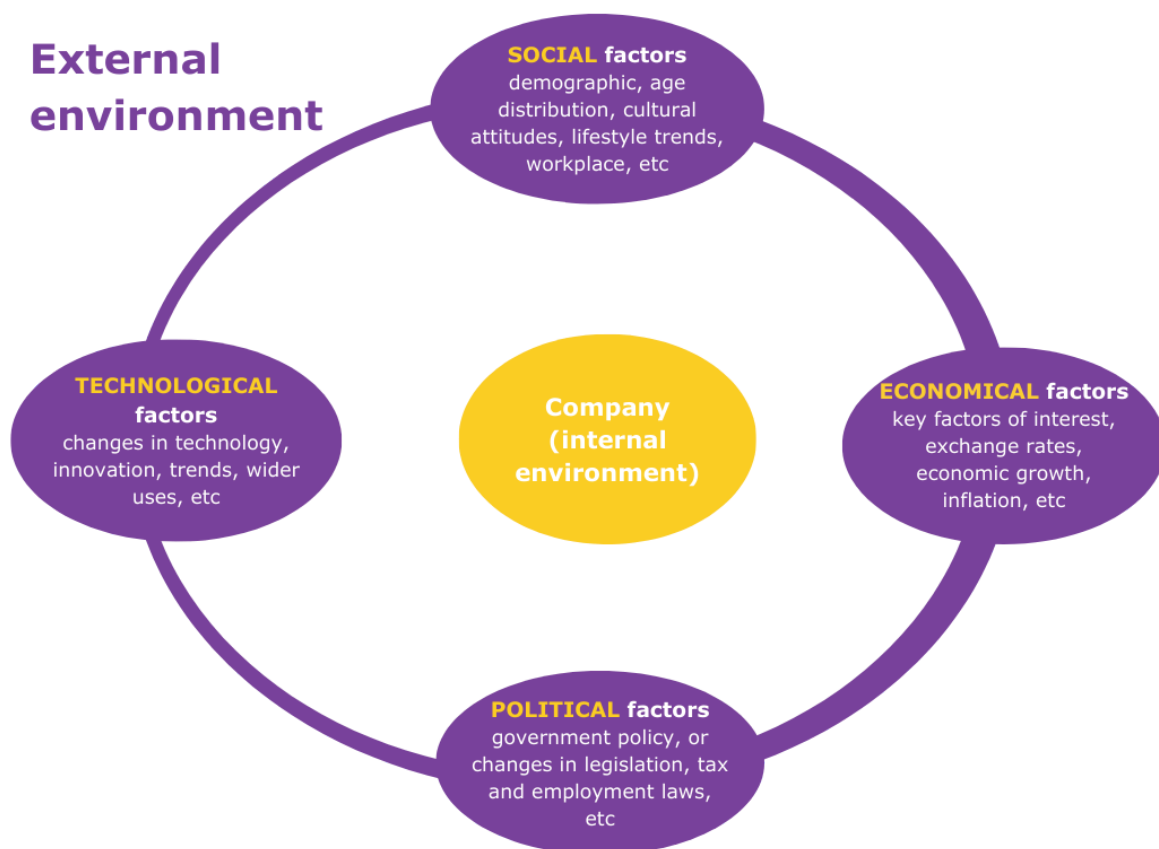 External
environment
SOCIAL factors
demographic, age
distribution, cultural
attitudes, lifestyle trends,
workplace, etc
TECHNOLOGICAL
factors
changes in technology,
innovation, trends, wider
uses, etc
Company
(internal
environment)
ECONOMICAL factors
key factors of interest,
exchange rates,
economic growth,
inflation, etc
POLITICAL factors
government policy, or
changes in legislation, tax
and employment laws,
etc